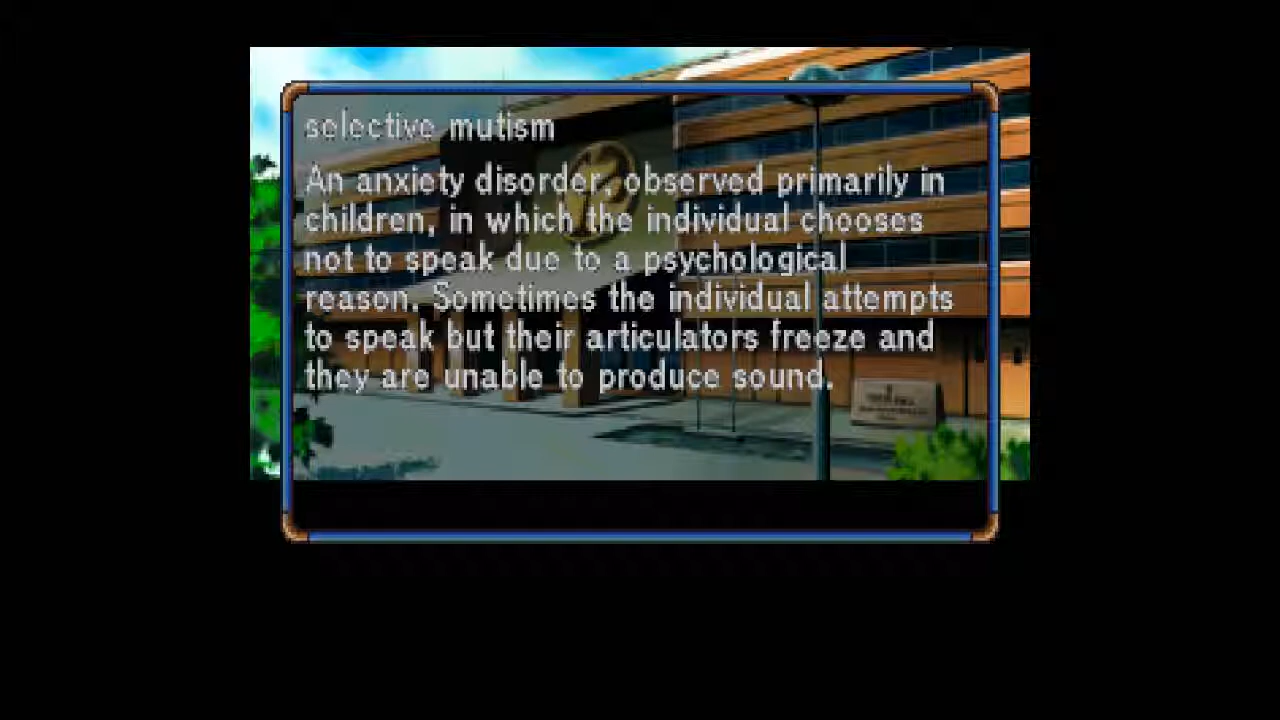 selective mutism
An anxiety disorder, observed primarily in
children, in which the individual chooses
not to speak due to a psychological
reason. Sometimes the individual attempts
to speak but their articulators freeze and
they are unable to produce sound.